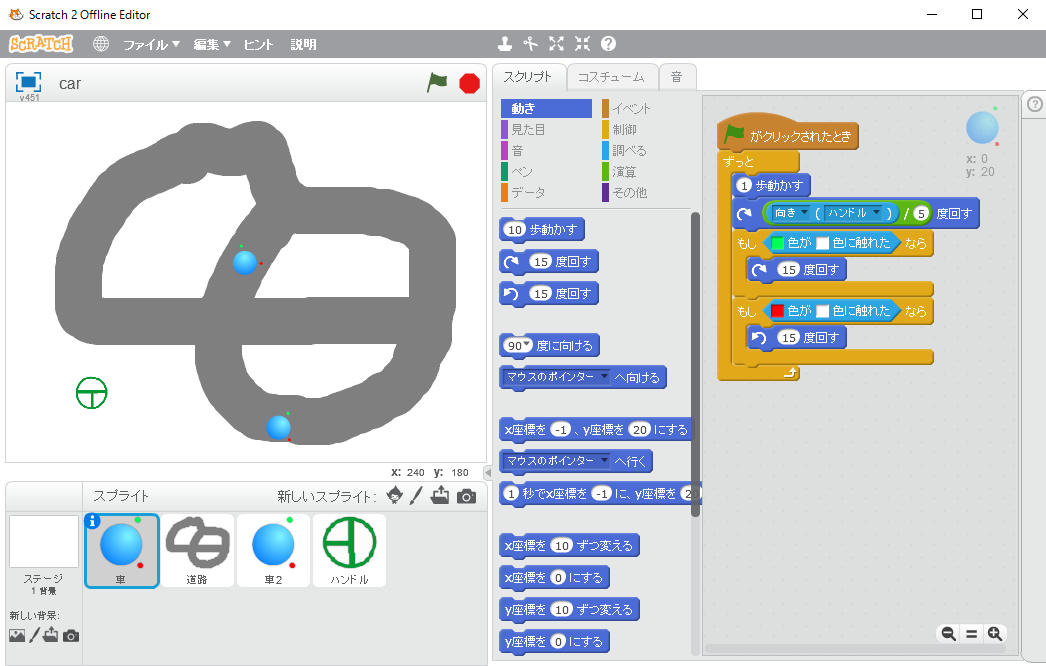 Scratch 2 Offline Editor
SCRATCH ファイル▼ 編集▼ ヒント 説明
car
v451
x: 240 y: 180
スプライト 新しいスプライト:
ステージ
1 背景
新しい背景:
車 道路 車2 ハンドル
スクリプト コスチューム 音
動き イベント
見た目 制御
音 調べる
ペン 演算
データ その他
10 歩動かす
15 度回す
15 度回す
90▼ 度に向ける
マウスのポインター▼ へ向ける
x座標を -1 、y座標を 20 にする
マウスのポインター▼ へ行く
1 秒でx座標を -1 に、y座標を 20
x座標を 10 ずつ変える
x座標を 0 にする
y座標を 10 ずつ変える
y座標を 0 にする
がクリックされたとき
ずっと
1 歩動かす
向き▼ ( ハンドル▼ ) / 5 度回す
もし 色が 色に触れた なら
15 度回す
もし 色が 色に触れた なら
15 度回す
x: 0
y: 20